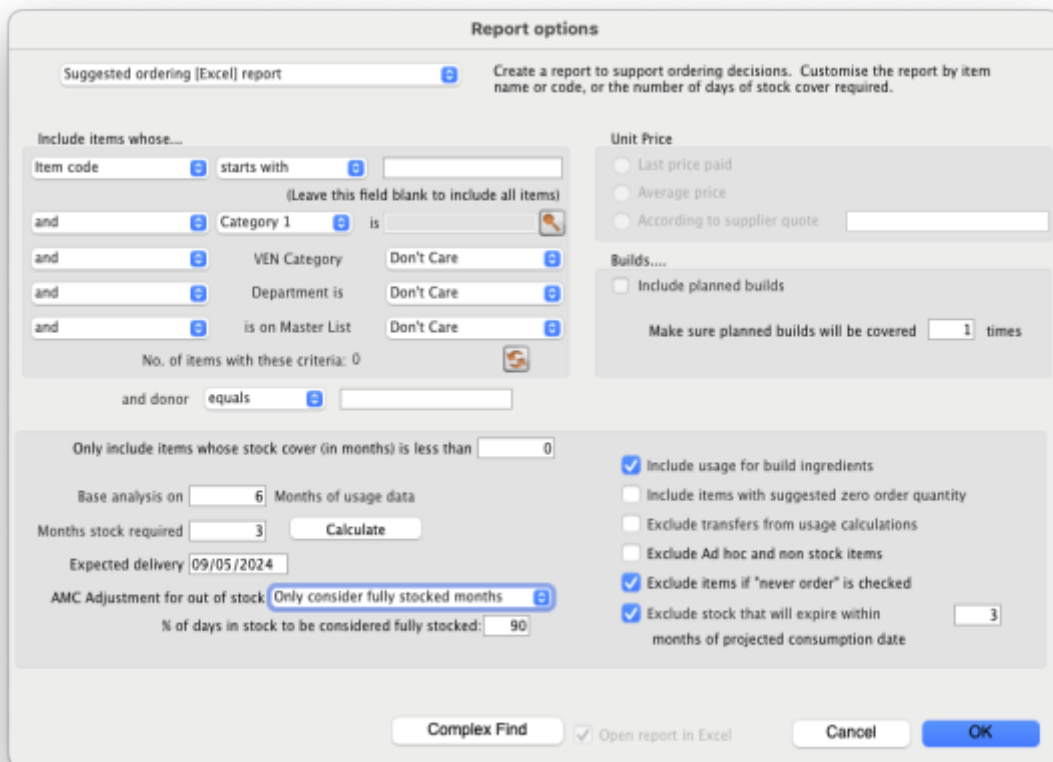 Report options
Suggested ordering [Excel] report
Create a report to support ordering decisions. Customise the report by item
name or code, or the number of days of stock cover required.
Include items whose....
Item code starts with
(Leave this field blank to include all items)
and Category 1 is
and VEN Category Don't Care
and Department is Don't Care
and is on Master List Don't Care
No. of items with these criteria: 0
and donor equals
Unit Price
Last price paid
Average price
According to supplier quote
Builds....
Include planned builds
Make sure planned builds will be covered 1 times
Only include items whose stock cover (in months) is less than 0
Base analysis on 6 Months of usage data
Months stock required 3 Calculate
Expected delivery 09/05/2024
AMC Adjustment for out of stock Only consider fully stocked months
% of days in stock to be considered fully stocked: 90
Include usage for build ingredients
Include items with suggested zero order quantity
Exclude transfers from usage calculations
Exclude Ad hoc and non stock items
Exclude items if "never order" is checked
Exclude stock that will expire within 3
months of projected consumption date
Complex Find Open report in Excel Cancel OK